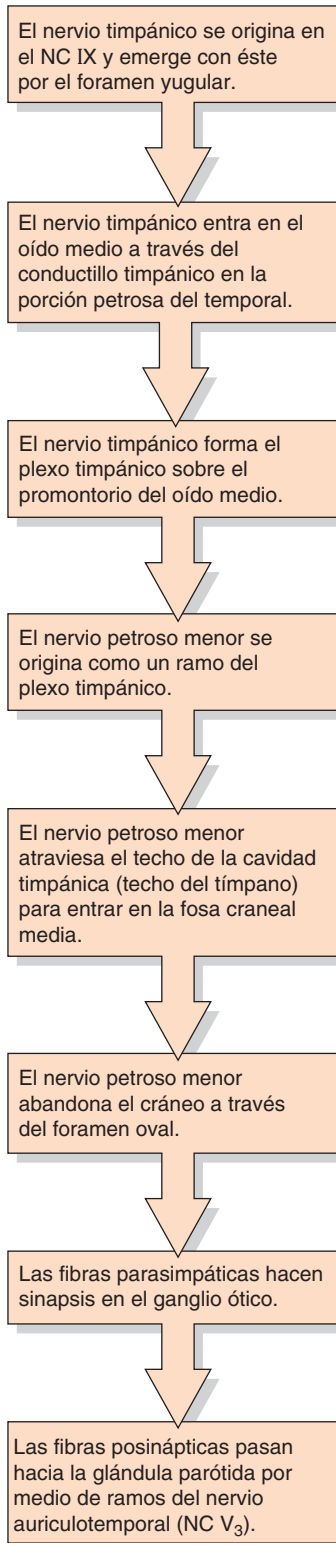 El nervio timpánico se origina en
el NC IX y emerge con éste
por el foramen yugular.
El nervio timpánico entra en el
oído medio a través del
conductillo timpánico en la
porción petrosa del temporal.
El nervio timpánico forma el
plexo timpánico sobre el
promontorio del oído medio.
El nervio petroso menor se
origina como un ramo del
plexo timpánico.
El nervio petroso menor
atraviesa el techo de la cavidad
timpánica (techo del tímpano)
para entrar en la fosa craneal
media.
El nervio petroso menor
abandona el cráneo a través
del foramen oval.
Las fibras parasimpáticas hacen
sinapsis en el ganglio ótico.
Las fibras posinápticas pasan
hacia la glándula parótida por
medio de ramos del nervio
auriculotemporal (NC V₃).